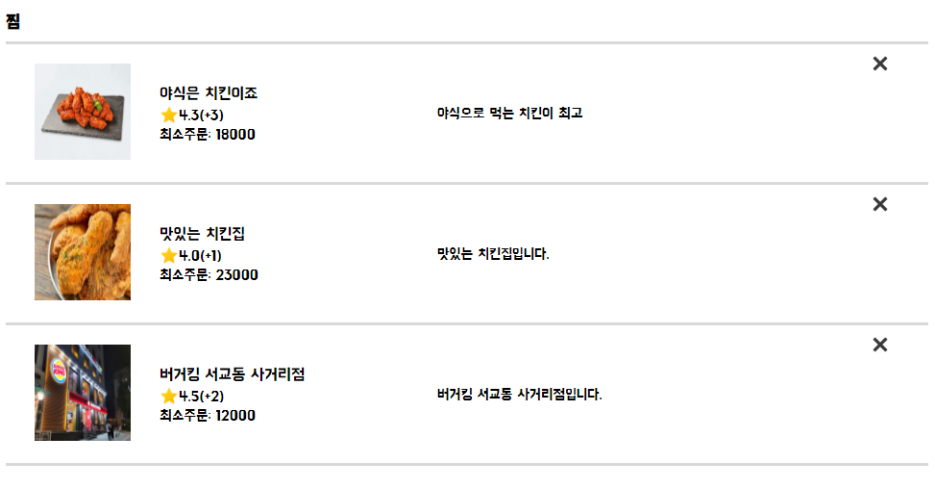 찜
야식은 치킨이죠
4.3(+3)
최소주문: 18000
야식으로 먹는 치킨이 최고
맛있는 치킨집
4.0(+1)
최소주문: 23000
맛있는 치킨집입니다.
버거킹 서교동 사거리점
4.5(+2)
최소주문: 12000
버거킹 서교동 사거리점입니다.